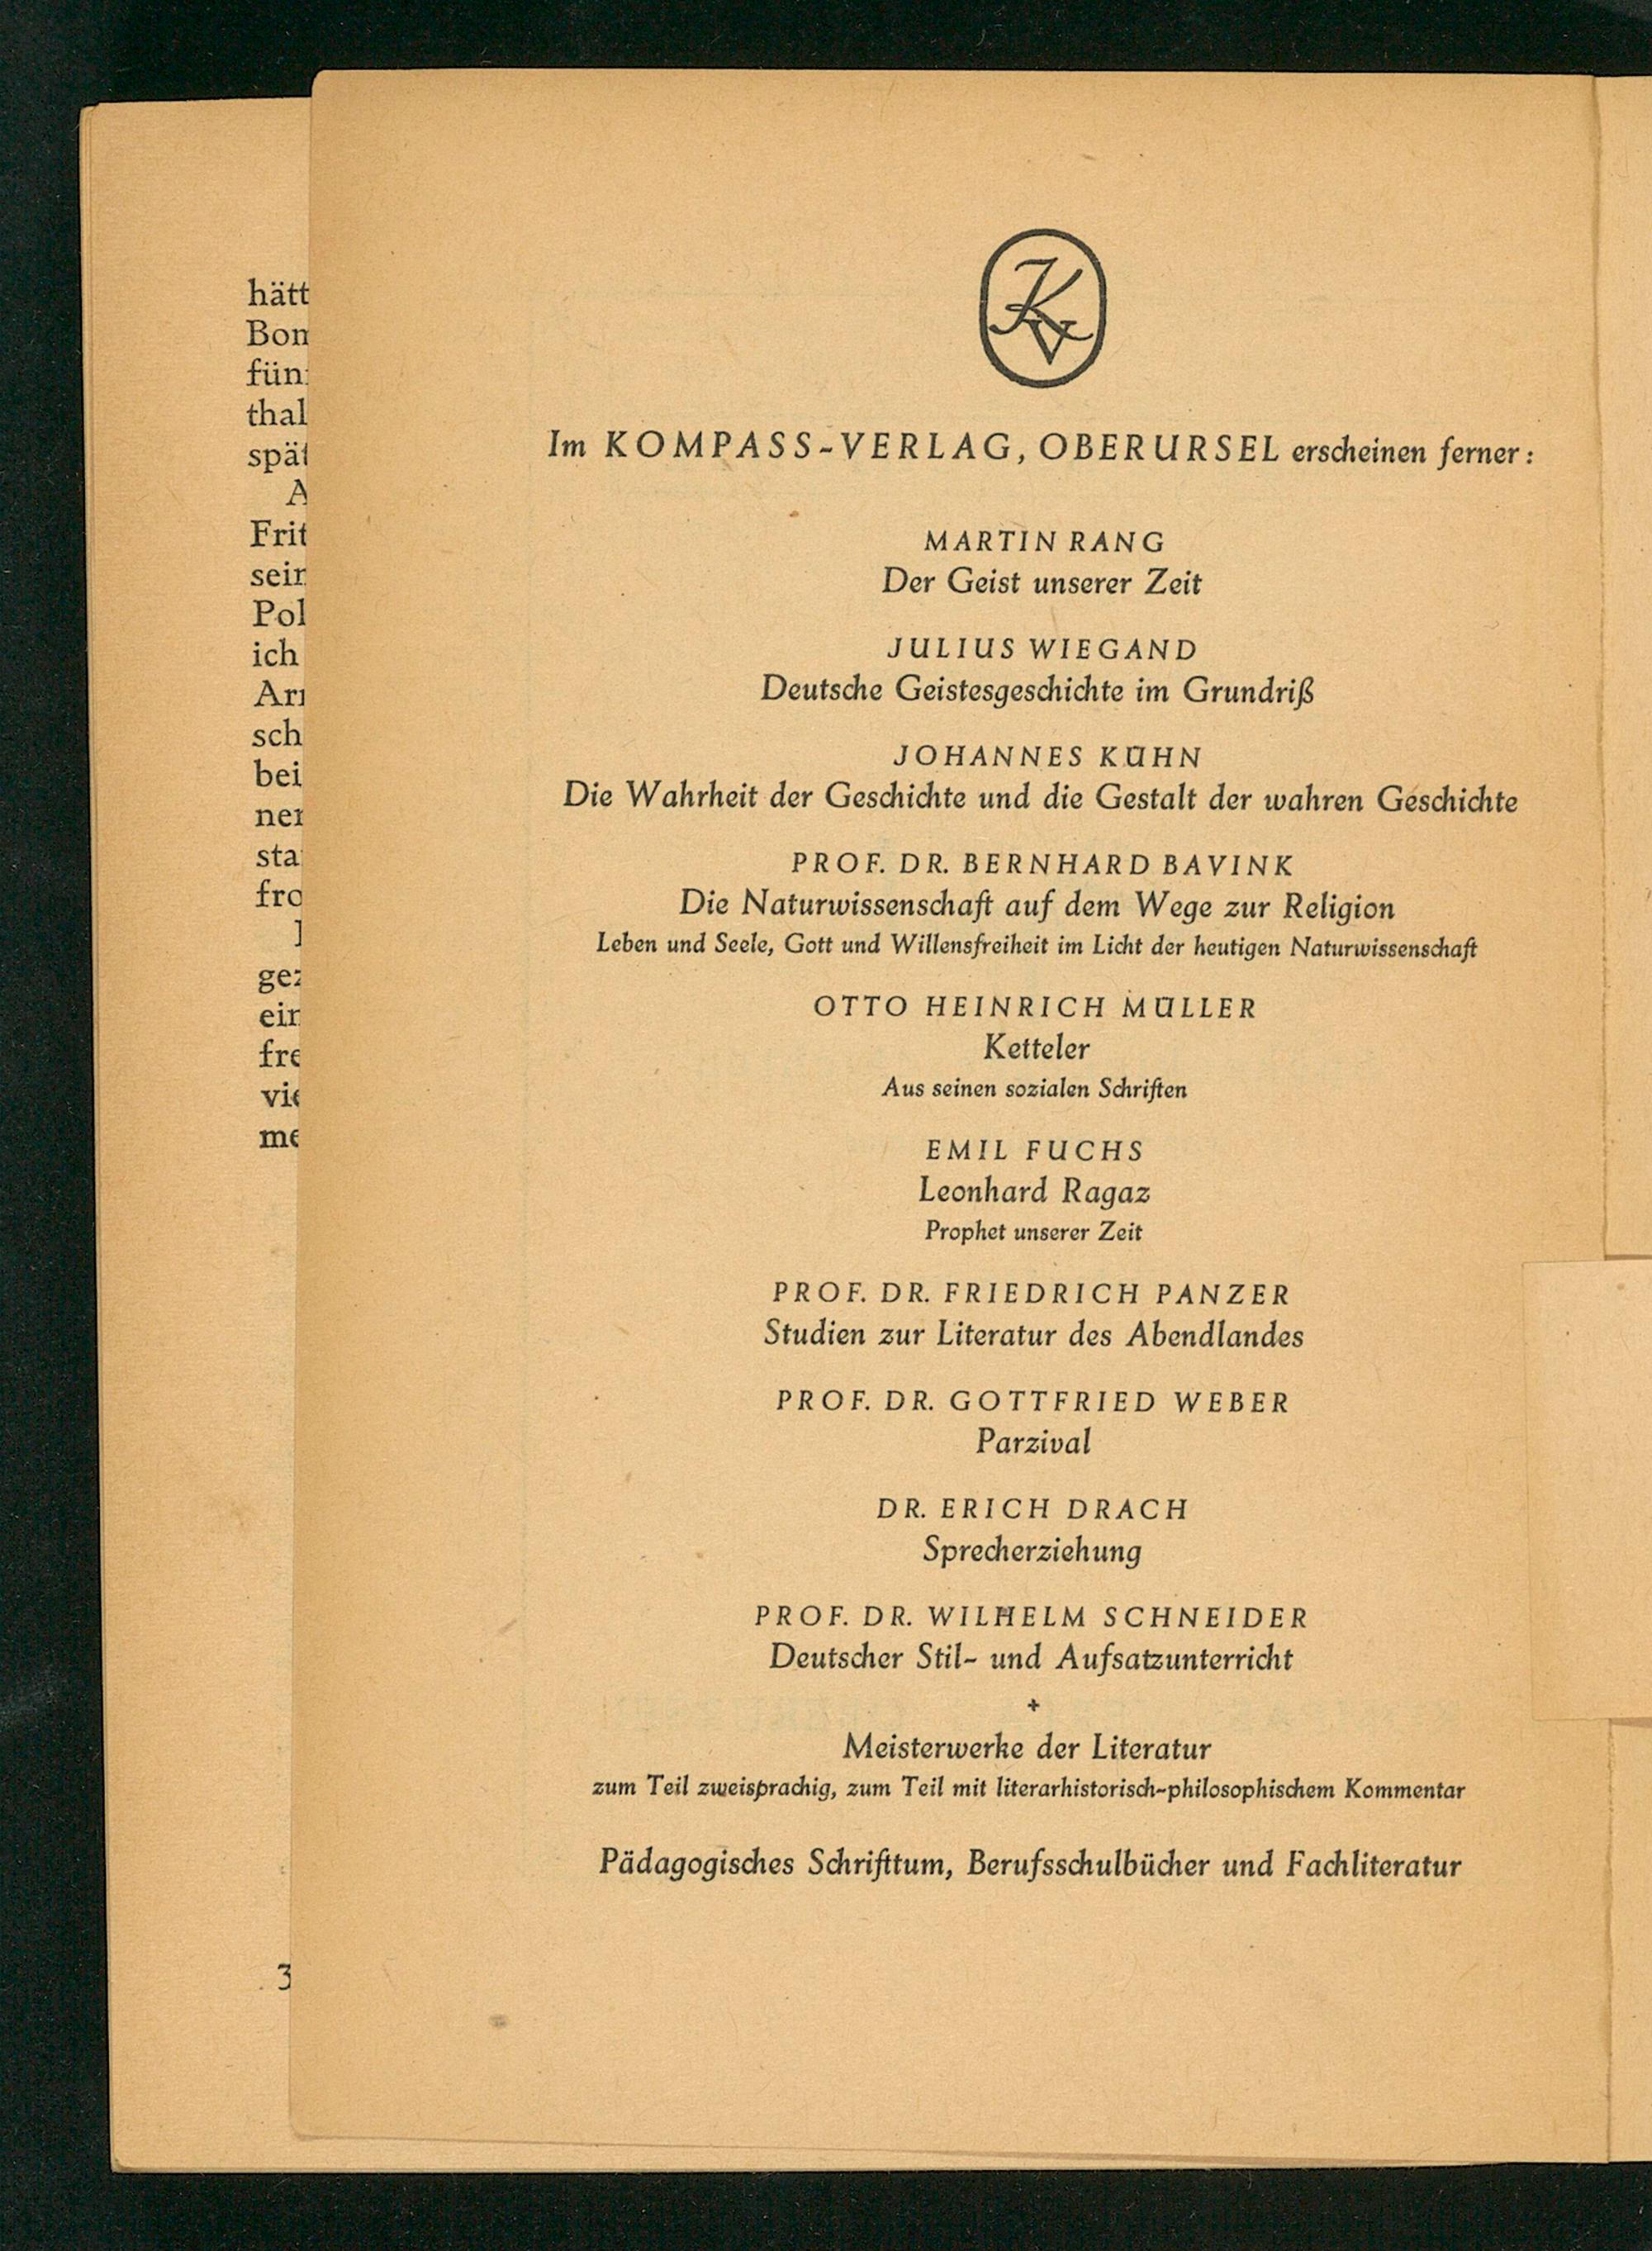 KV
Im KOMPASS-VERLAG, OBERURSEL erscheinen ferner:
MARTIN RANG
Der Geist unserer Zeit
JULIUS WIEGAND
Deutsche Geistesgeschichte im Grundriß
JOHANNES KÜHN
Die Wahrheit der Geschichte und die Gestalt der wahren Geschichte
PROF. DR. BERNHARD BAVINK
Die Naturwissenschaft auf dem Wege zur Religion
Leben und Seele, Gott und Willensfreiheit im Licht der heutigen Naturwissenschaft
OTTO HEINRICH MÜLLER
Ketteler
Aus seinen sozialen Schriften
EMIL FUCHS
Leonhard Ragaz
Prophet unserer Zeit
PROF. DR. FRIEDRICH PANZER
Studien zur Literatur des Abendlandes
PROF. DR. GOTTFRIED WEBER
Parzival
DR. ERICH DRACH
Sprecherziehung
PROF. DR. WILHELM SCHNEIDER
Deutscher Stil- und Aufsatzunterricht
+
Meisterwerke der Literatur
zum Teil zweisprachig, zum Teil mit literarhistorisch-philosophischem Kommentar
Pädagogisches Schrifttum, Berufsschulbücher und Fachliteratur
ich